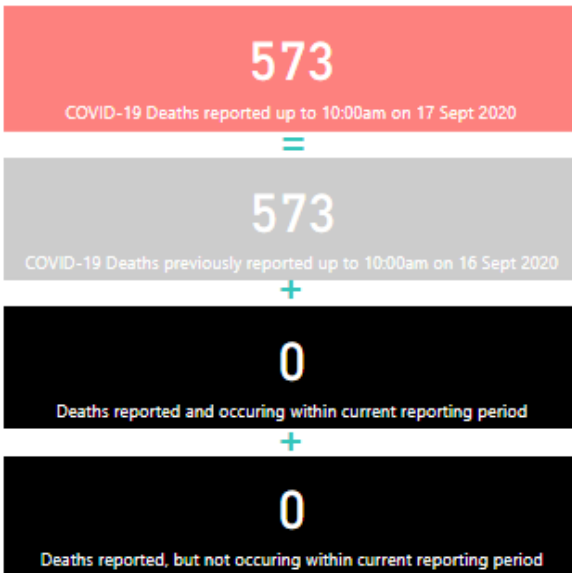 573
COVID-19 Deaths reported up to 10:00am on 17 Sept 2020
=
573
COVID-19 Deaths previously reported up to 10:00am on 16 Sept 2020
+
0
Deaths reported and occuring within current reporting period
+
0
Deaths reported, but not occuring within current reporting period